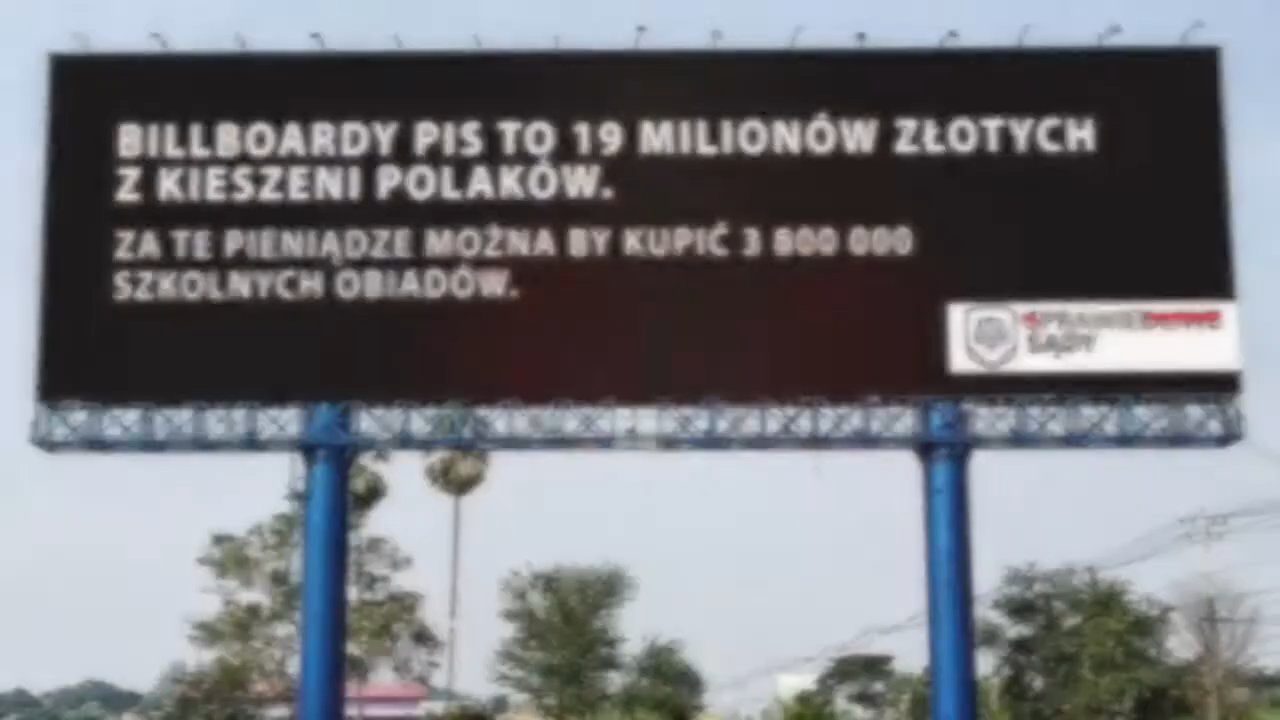 BILLBOARDY PIS TO 19 MILIONÓW ZŁOTYCH
Z KIESZENI POLAKÓW.
ZA TE PIENIĄDZE MOŻNA BY KUPIĆ 3 800 000
SZKOLNYCH OBIADÓW.
SĄDY